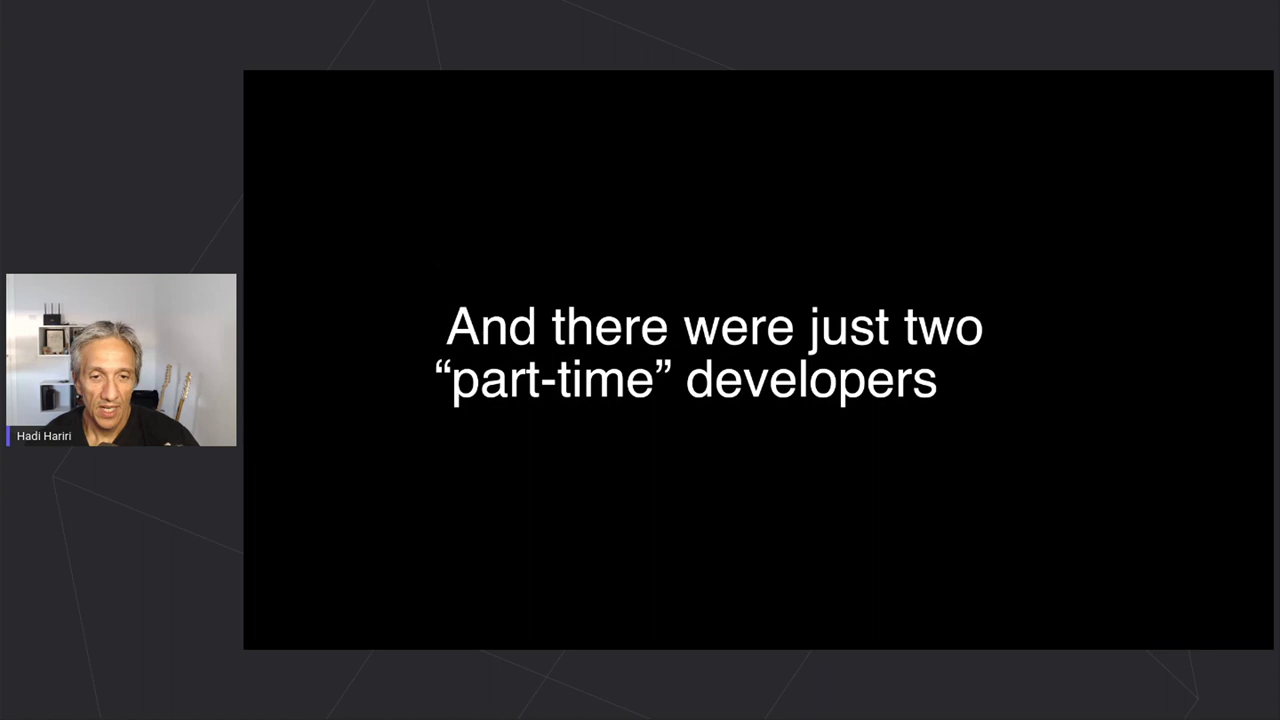 And there were just two
“part-time” developers
Hadi Hariri